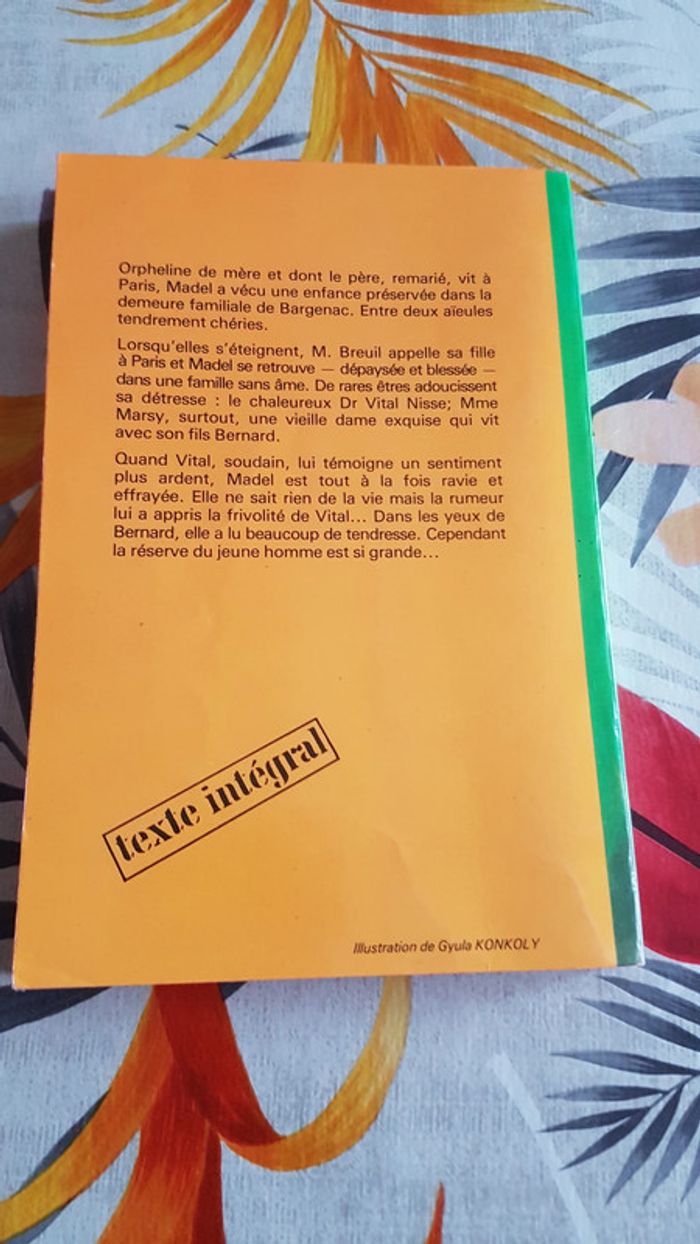 Orpheline de mère et dont le père, remarié, vit à
Paris, Madel a vécu une enfance préservée dans la
demeure familiale de Bargenac. Entre deux aïeules
tendrement chéries.
Lorsqu'elles s'éteignent, M. Breuil appelle sa fille
à Paris et Madel se retrouve — dépaysée et blessée —
dans une famille sans âme. De rares êtres adoucissent
sa détresse : le chaleureux Dr Vital Nisse; Mme
Marsy, surtout, une vieille dame exquise qui vit
avec son fils Bernard.
Quand Vital, soudain, lui témoigne un sentiment
plus ardent, Madel est tout à la fois ravie et
effrayée. Elle ne sait rien de la vie mais la rumeur
lui a appris la frivolité de Vital... Dans les yeux de
Bernard, elle a lu beaucoup de tendresse. Cependant
la réserve du jeune homme est si grande...
texte intégral
Illustration de Gyula KONKOLY